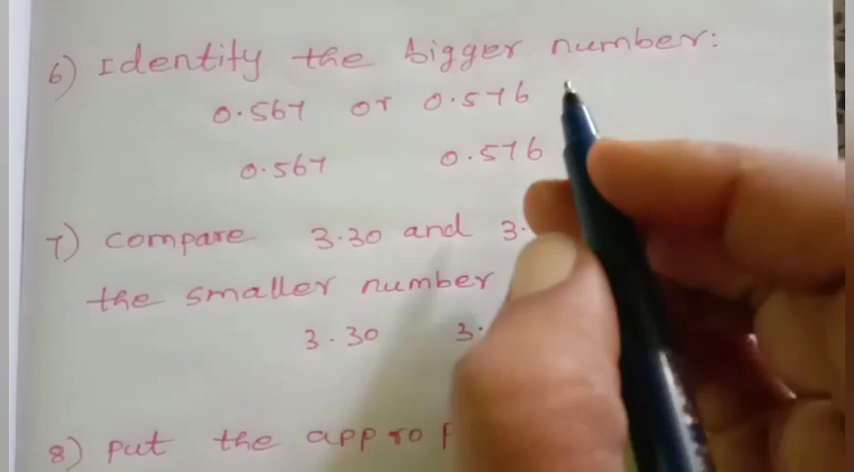 6) Identify the bigger number:
0.567 or 0.576
0.567 0.576
7) compare 3.30 and 3.
the smaller number
3.30 3.
8) put the